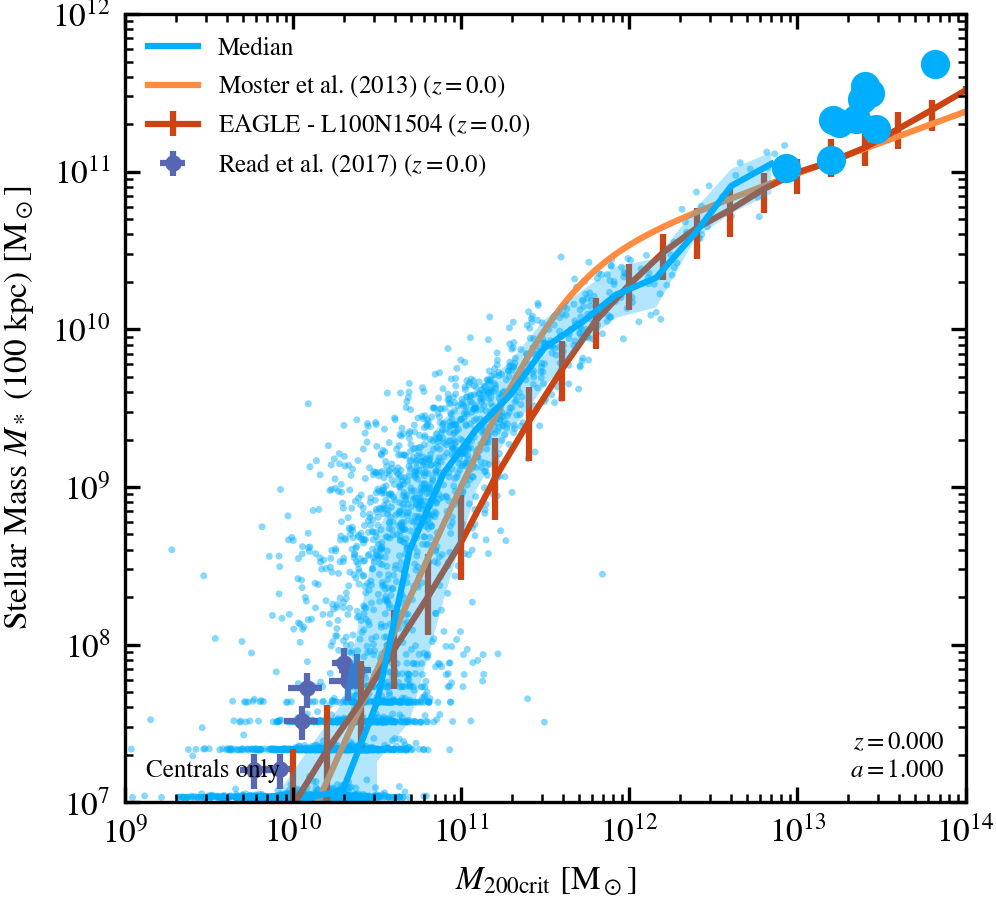 10¹²
10¹¹
10¹⁰
10⁹
10⁸
10⁷
Stellar Mass M* (100 kpc) [M⊙]
Median
Moster et al. (2013) (z = 0.0)
EAGLE - L100N1504 (z = 0.0)
Read et al. (2017) (z = 0.0)
Centrals only
z = 0.000
a = 1.000
10⁹ 10¹⁰ 10¹¹ 10¹² 10¹³ 10¹⁴
M₂₀₀crit [M⊙]